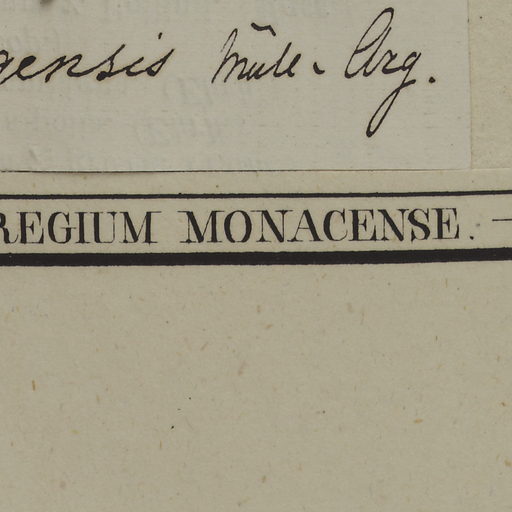 gensis Müll. Arg.
REGIUM MONACENSE. —